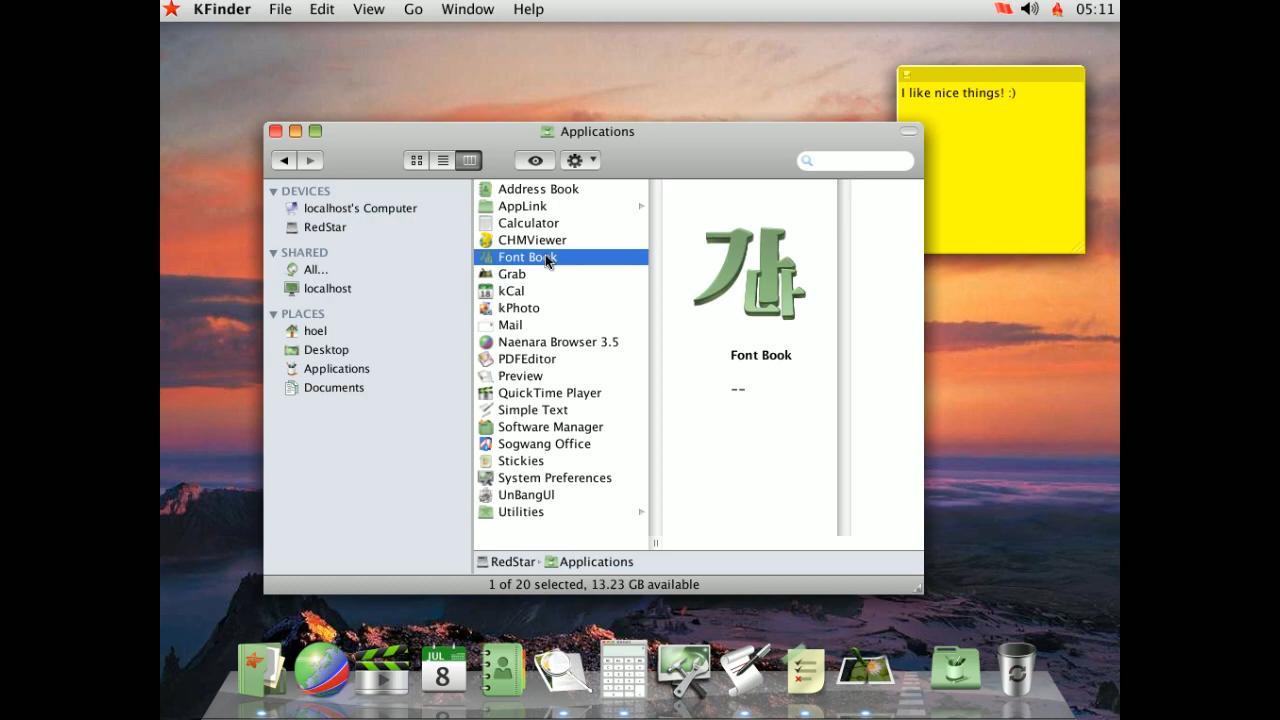 KFinder File Edit View Go Window Help 05:11
I like nice things! :)
Applications
DEVICES
localhost's Computer
RedStar
SHARED
All...
localhost
PLACES
hoel
Desktop
Applications
Documents
Address Book
AppLink
Calculator
CHMViewer
Font Book
Grab
kCal
kPhoto
Mail
Naenara Browser 3.5
PDFEditor
Preview
QuickTime Player
Simple Text
Software Manager
Sogwang Office
Stickies
System Preferences
UnBangUl
Utilities
갊
Font Book
--
RedStar Applications
1 of 20 selected, 13.23 GB available
JUL
8